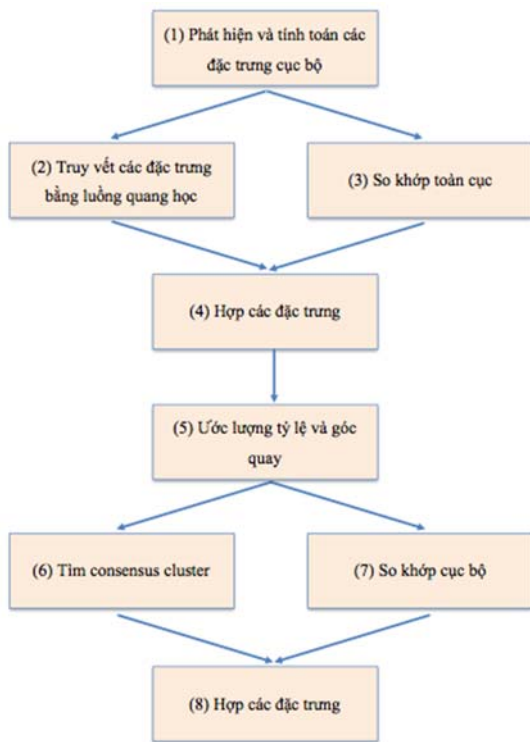 (1) Phát hiện và tính toán các
đặc trưng cục bộ
(2) Truy vết các đặc trưng
bằng luồng quang học
(3) So khớp toàn cục
(4) Hợp các đặc trưng
(5) Ước lượng tỷ lệ và góc
quay
(6) Tìm consensus cluster
(7) So khớp cục bộ
(8) Hợp các đặc trưng